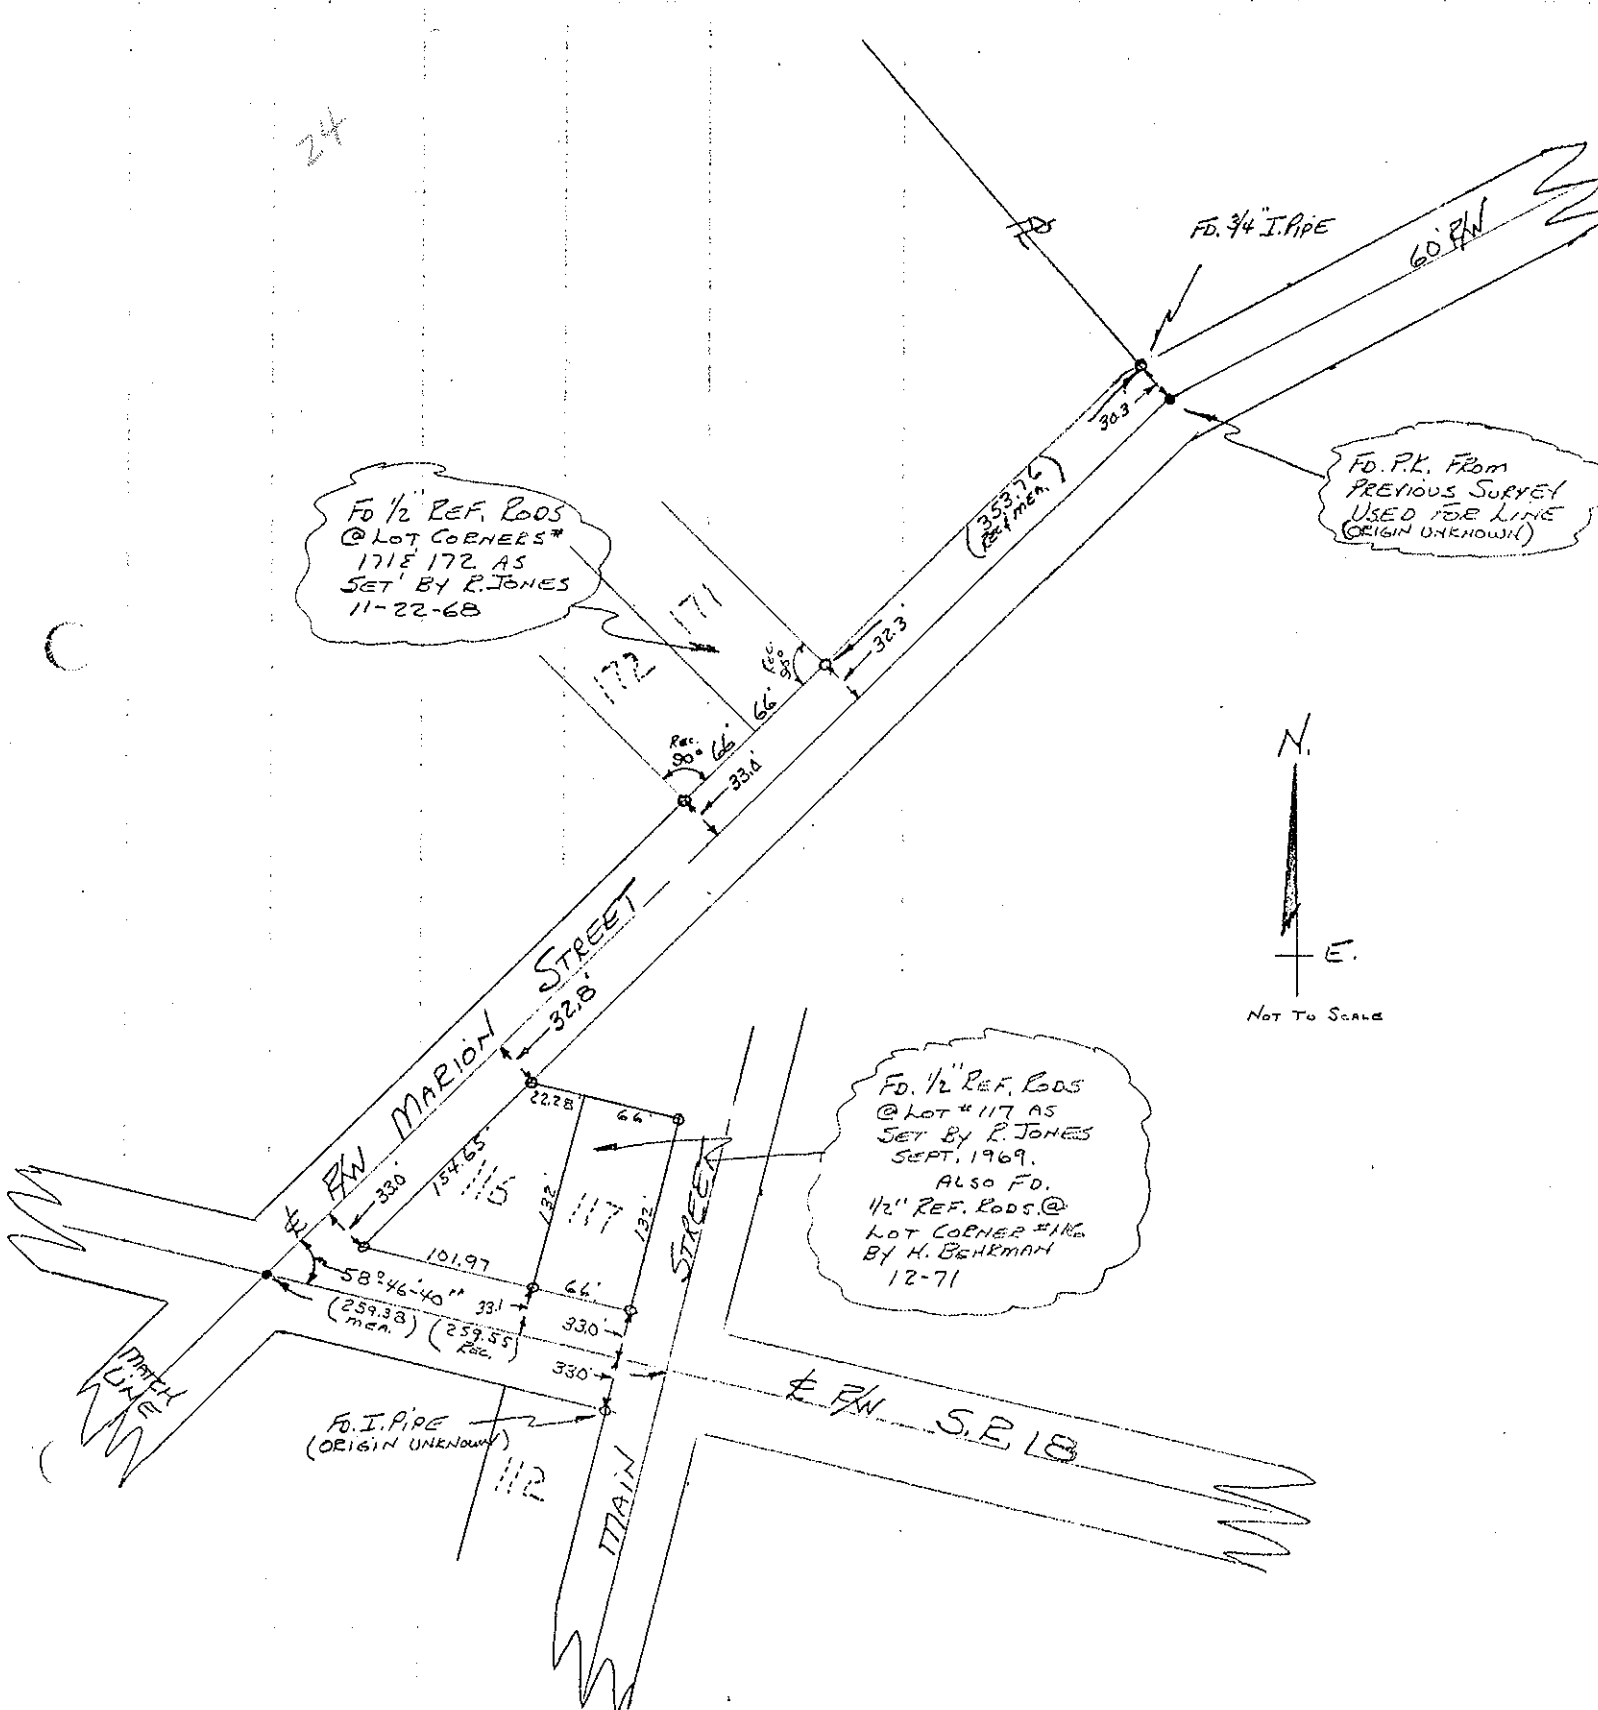 24
FD. 3/4" I. PIPE
60' R/W
30.3
(353.76)
REC & MEA.
FD. P.K. FROM
PREVIOUS SURVEY
USED FOR LINE
(ORIGIN UNKNOWN)
FD 1/2" REF. RODS
@ LOT CORNERS #
171 & 172 AS
SET BY R. JONES
11-22-68
171
172
REC.
90°
66'
32.3'
REC.
90°
66'
33.0'
N.
E.
NOT TO SCALE
STREET
32.8'
MARION
R/W
℄
33.0'
154.65'
22.28'
66'
115
132'
117
132'
STREET
FD. 1/2" REF. RODS
@ LOT # 117 AS
SET BY R. JONES
SEPT. 1969.
ALSO FD.
1/2" REF. RODS @
LOT CORNER #116
BY H. BEHRMAN
12-71
101.97
66'
58°-46'-40"
33.1
(259.38)
MEA.
(259.55)
REC.
33.0'
33.0'
MATCH
LINE
FD. I. PIPE
(ORIGIN UNKNOWN)
112
MAIN
℄ R/W S.R. 18